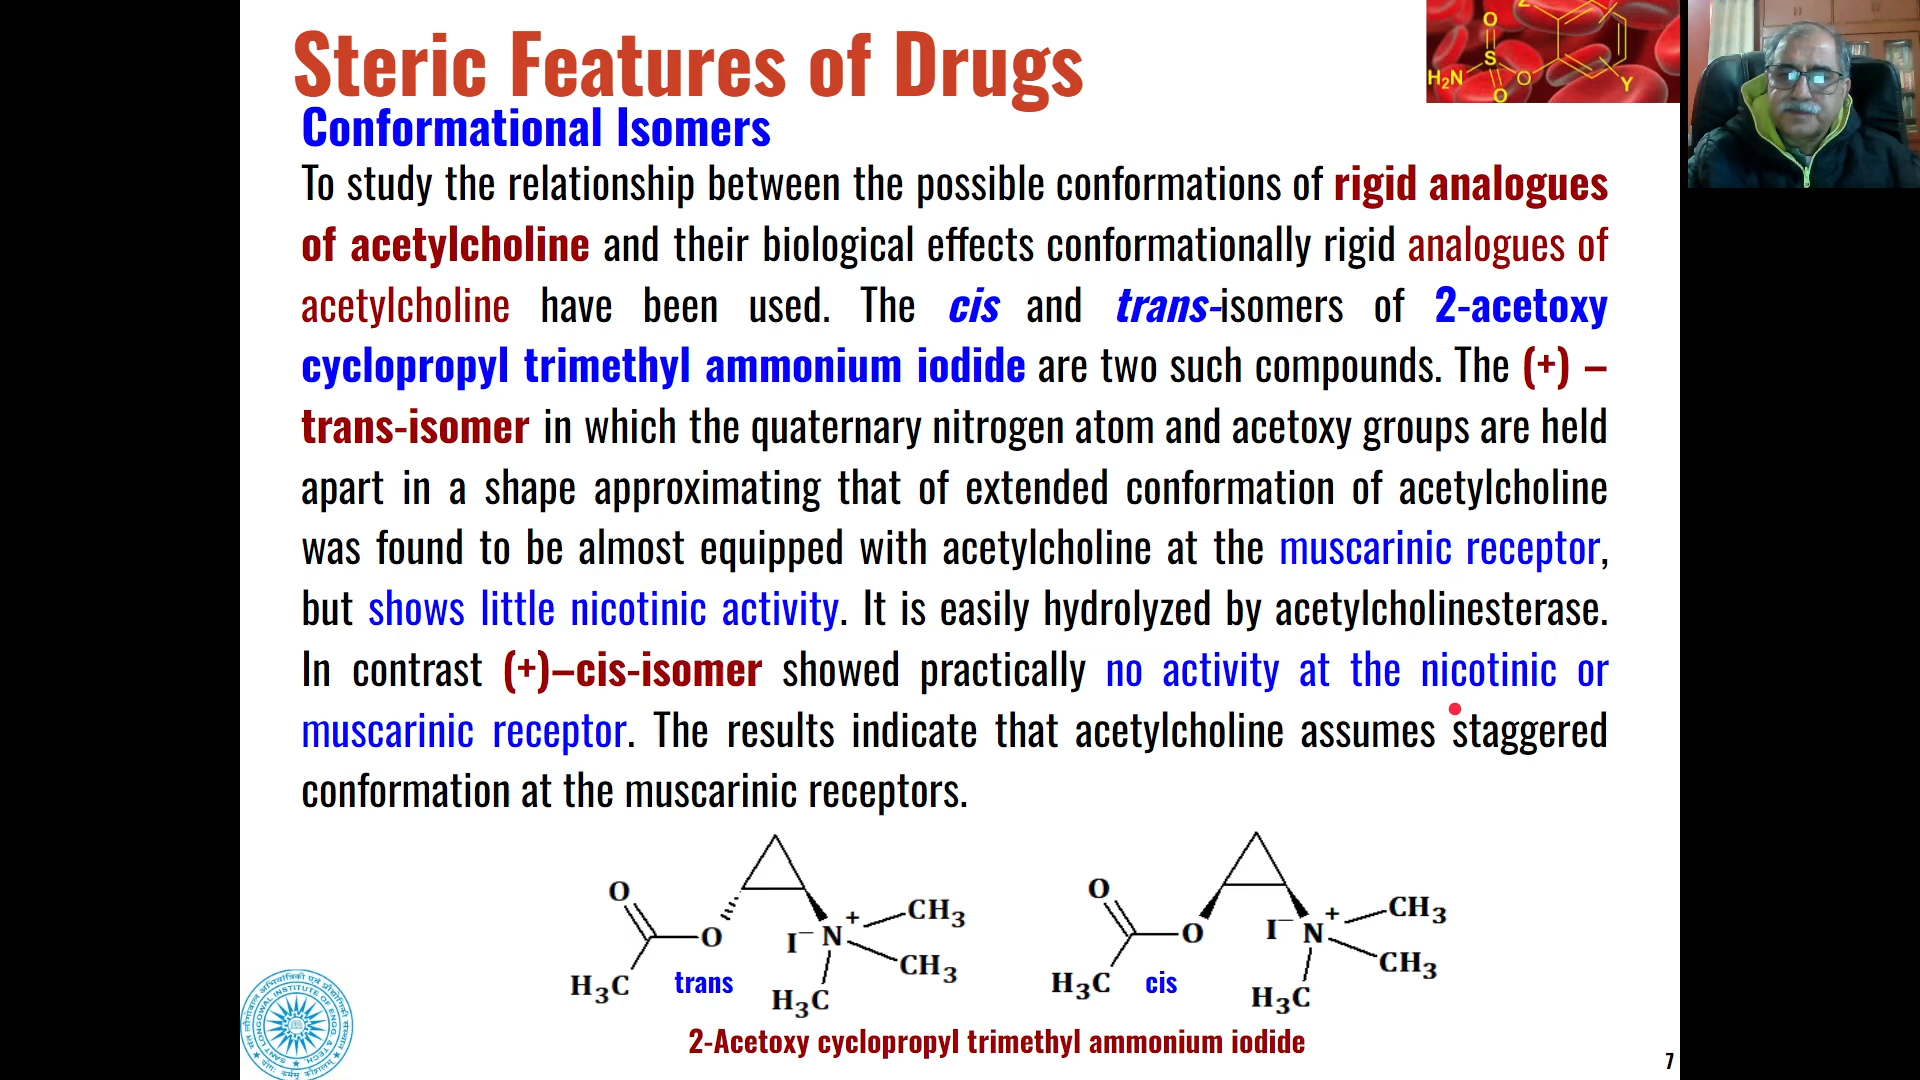 Steric Features of Drugs
Conformational Isomers
To study the relationship between the possible conformations of rigid analogues
of acetylcholine and their biological effects conformationally rigid analogues of
acetylcholine have been used. The cis and trans-isomers of 2-acetoxy
cyclopropyl trimethyl ammonium iodide are two such compounds. The (+) –
trans-isomer in which the quaternary nitrogen atom and acetoxy groups are held
apart in a shape approximating that of extended conformation of acetylcholine
was found to be almost equipped with acetylcholine at the muscarinic receptor,
but shows little nicotinic activity. It is easily hydrolyzed by acetylcholinesterase.
In contrast (+)–cis-isomer showed practically no activity at the nicotinic or
muscarinic receptor. The results indicate that acetylcholine assumes staggered
conformation at the muscarinic receptors.
O
O
I⁻ N +
CH3
CH3
H3C
trans
H3C
O
O
I⁻ N +
CH3
CH3
H3C
cis
H3C
2-Acetoxy cyclopropyl trimethyl ammonium iodide
7
O
H2N S O
O
Y
SANT LONGOWAL INSTITUTE OF ENGG. & TECH.